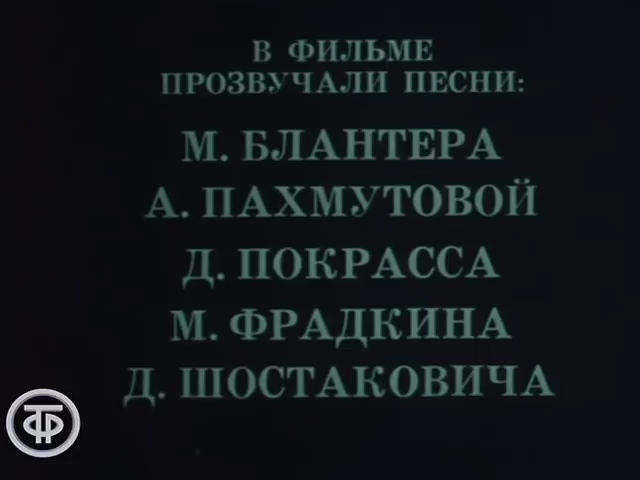 В ФИЛЬМЕ
ПРОЗВУЧАЛИ ПЕСНИ:
М. БЛАНТЕРА
А. ПАХМУТОВОЙ
Д. ПОКРАССА
М. ФРАДКИНА
Д. ШОСТАКОВИЧА